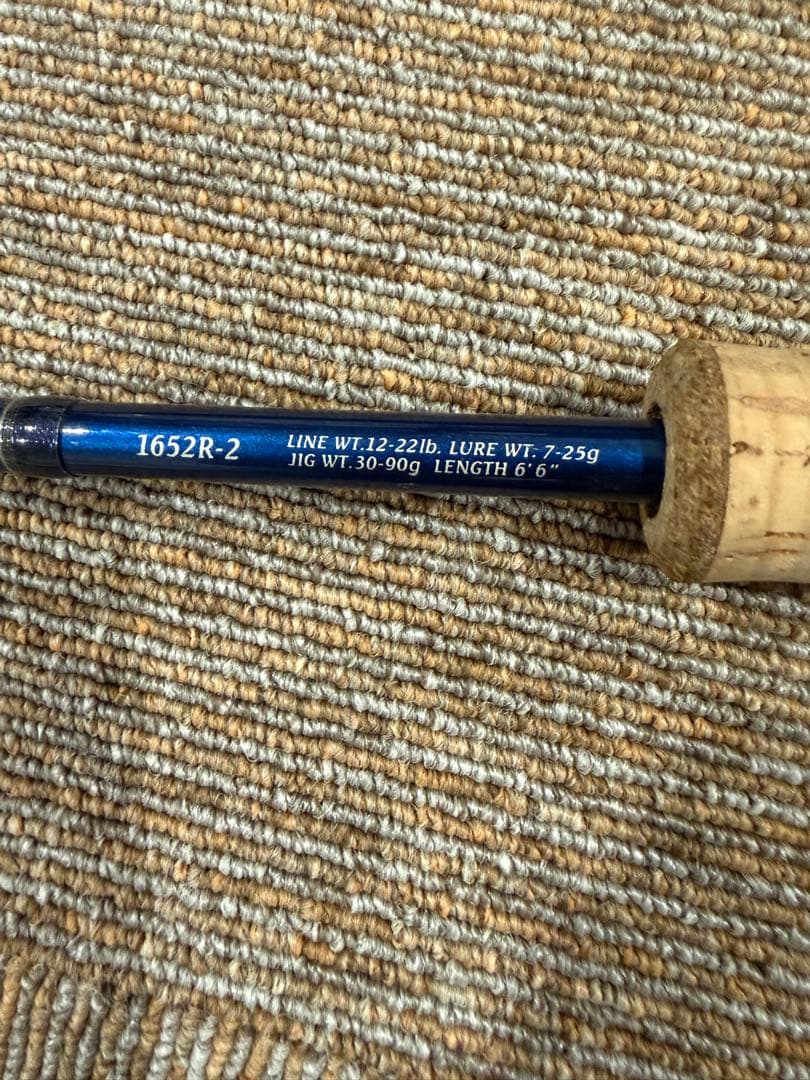 1652R-2
LINE WT.12-22lb. LURE WT. 7-25g
JIG WT.30-90g LENGTH 6'6"